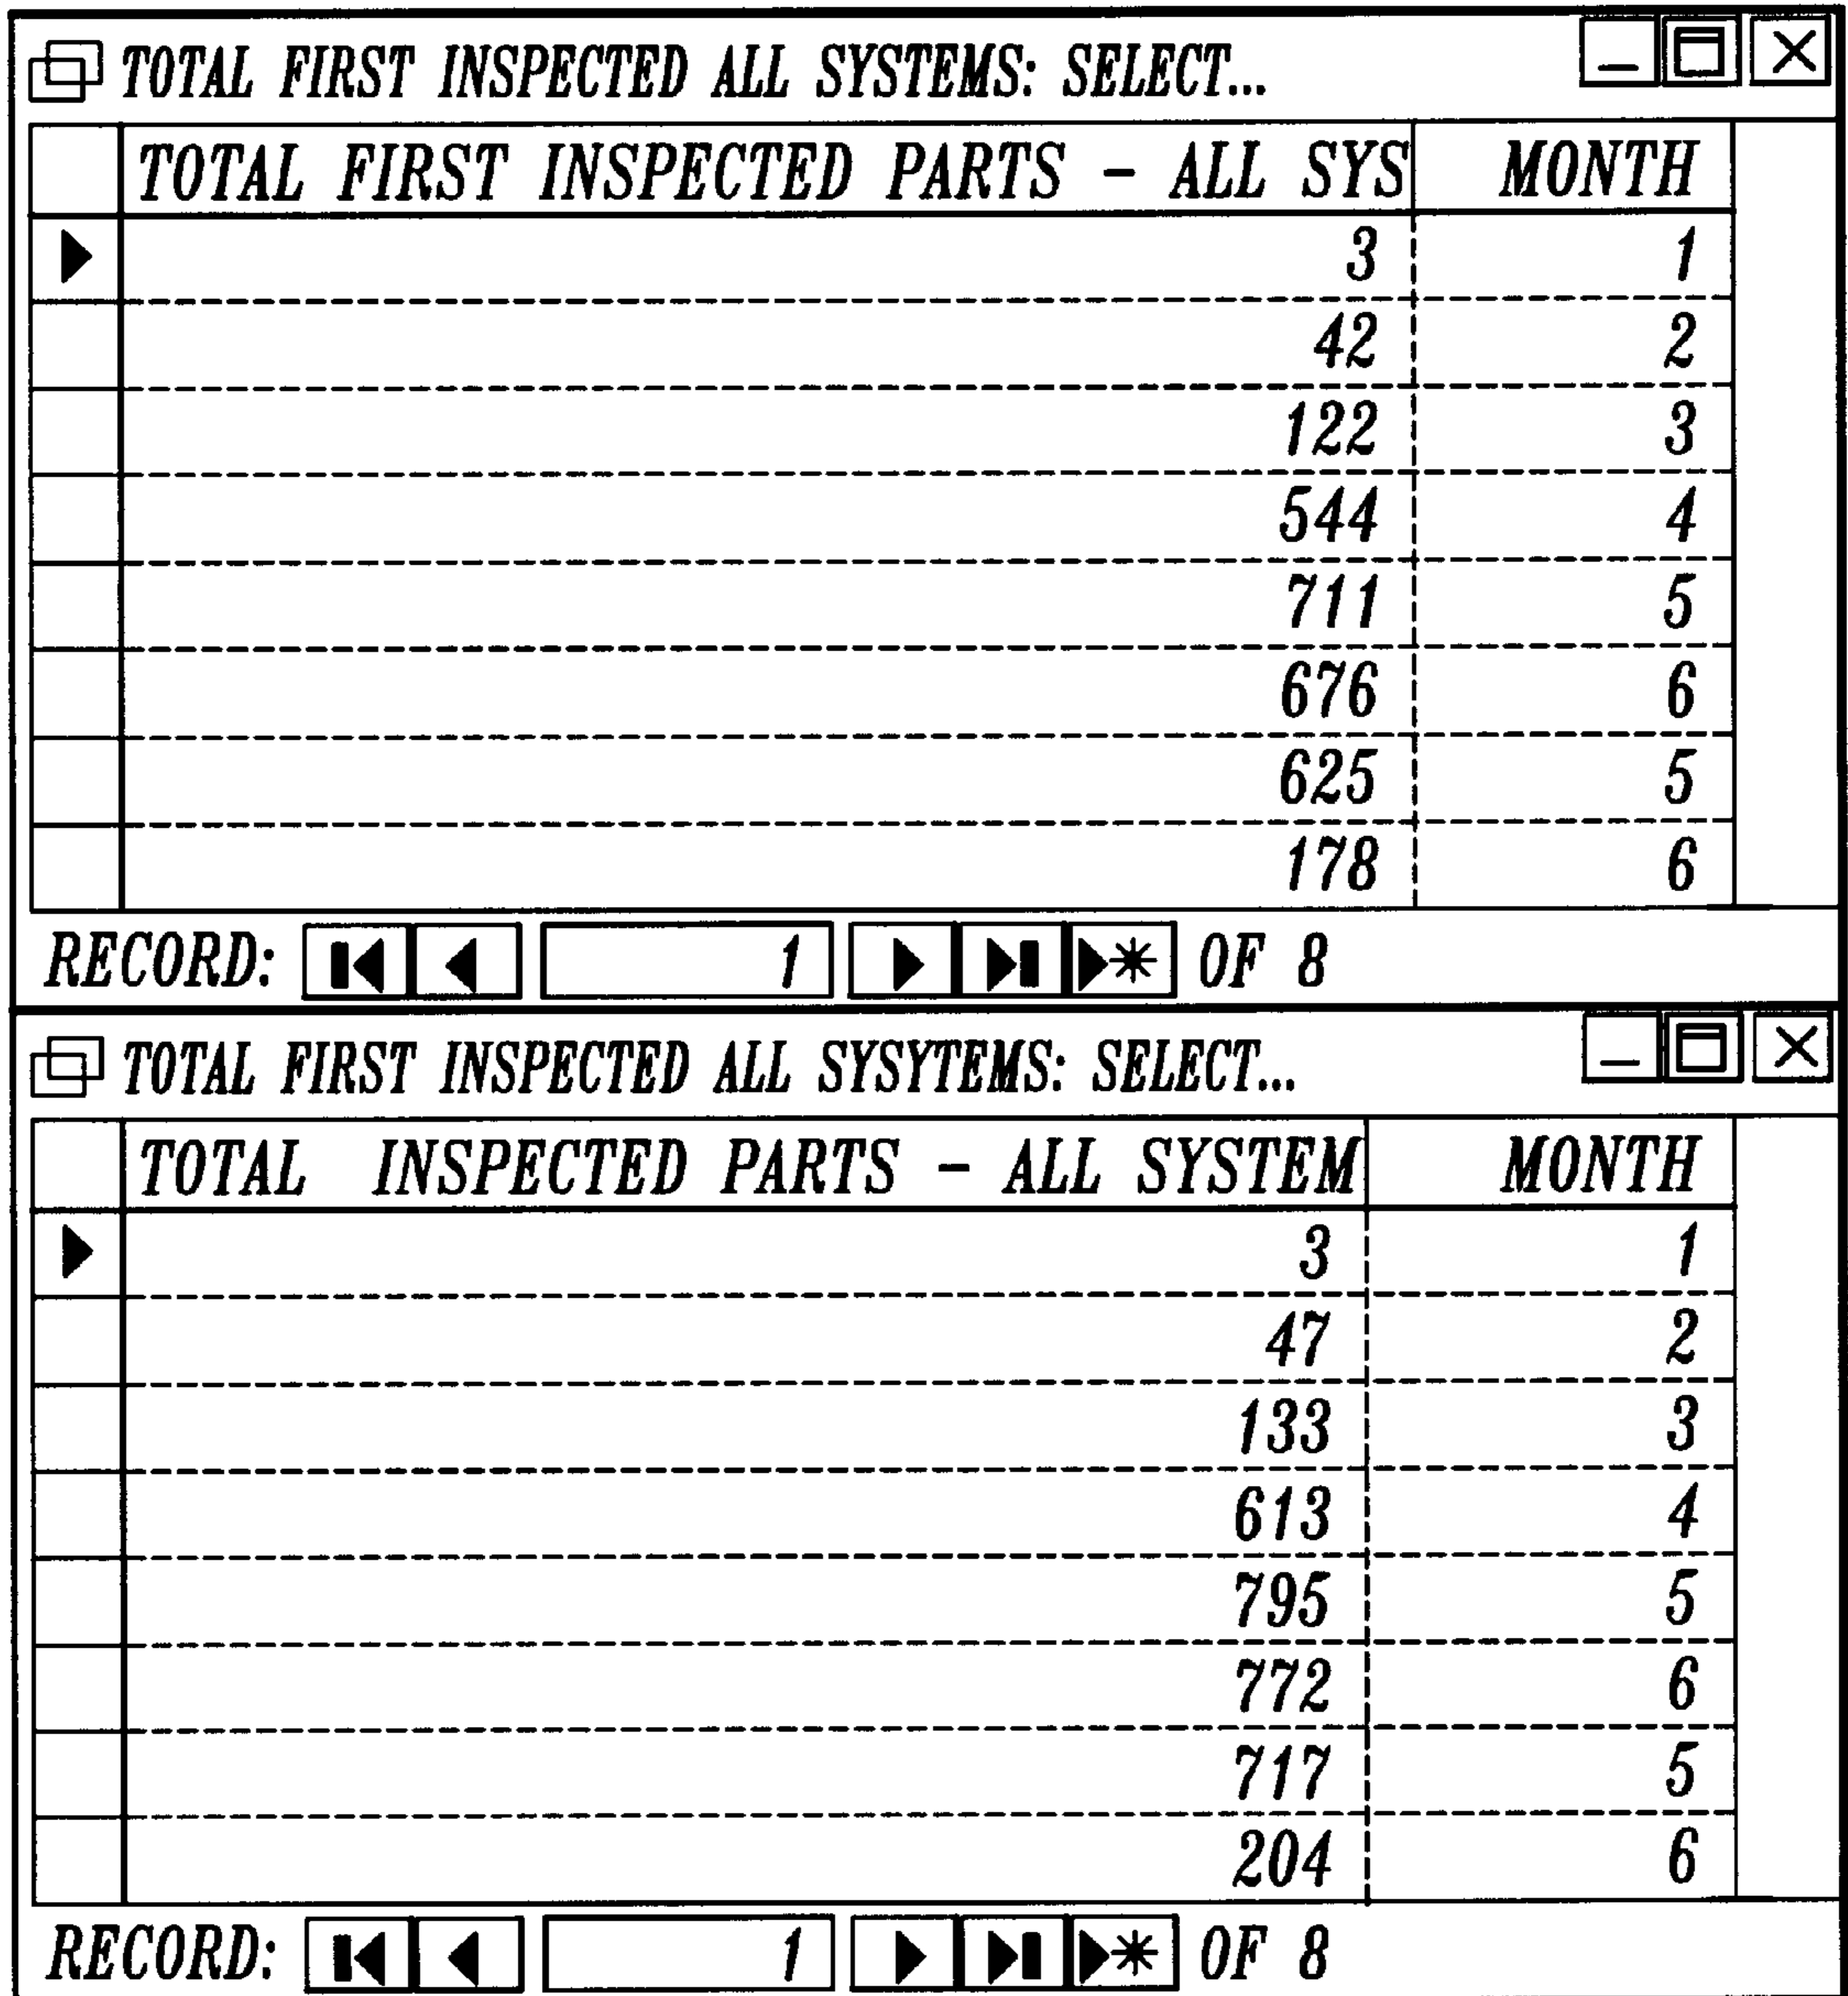 TOTAL FIRST INSPECTED ALL SYSTEMS: SELECT...
TOTAL FIRST INSPECTED PARTS - ALL SYS MONTH
3 1
42 2
122 3
544 4
711 5
676 6
625 5
178 6
RECORD: 1 OF 8
TOTAL FIRST INSPECTED ALL SYSYTEMS: SELECT...
TOTAL INSPECTED PARTS - ALL SYSTEM MONTH
3 1
47 2
133 3
613 4
795 5
772 6
717 5
204 6
RECORD: 1 OF 8